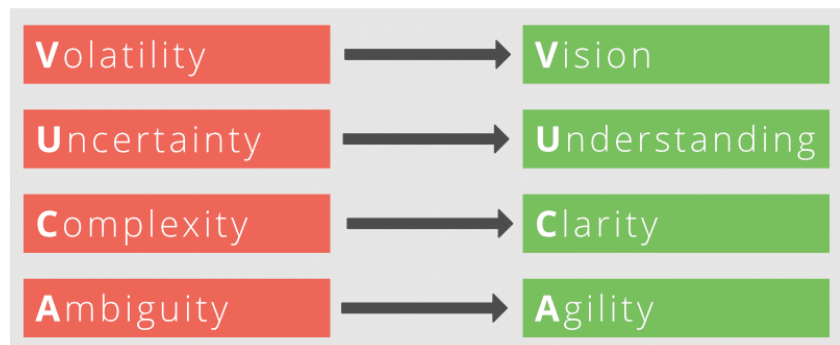 Volatility Vision
Uncertainty Understanding
Complexity Clarity
Ambiguity Agility